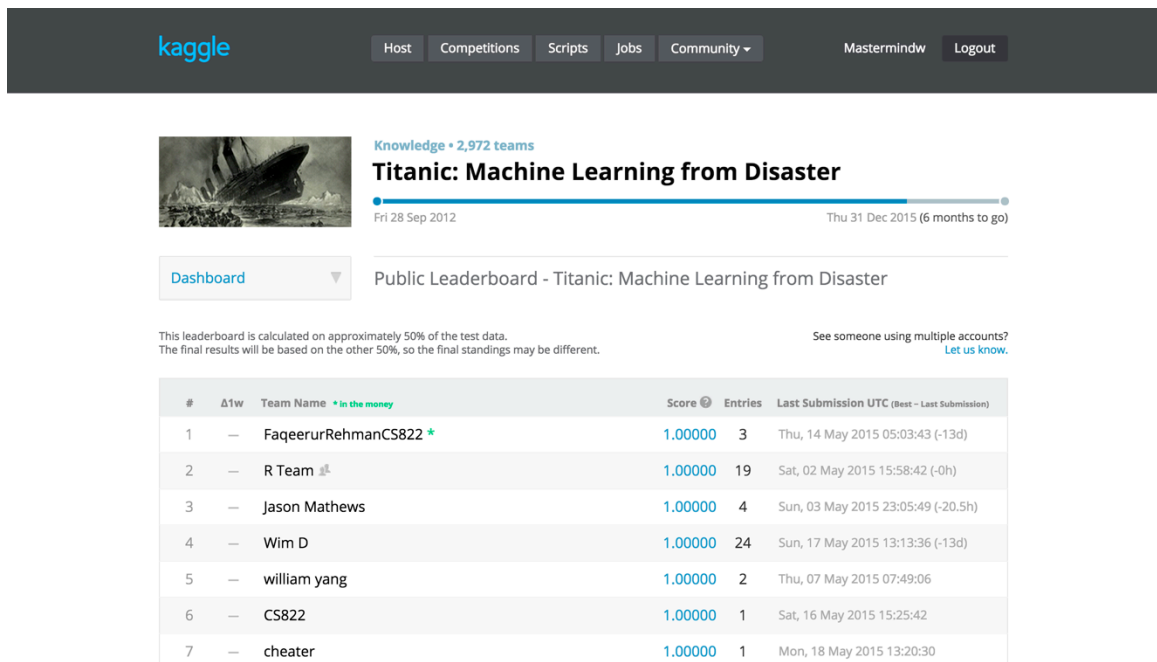 kaggle
Host Competitions Scripts Jobs Community Mastermindw Logout
Knowledge • 2,972 teams
Titanic: Machine Learning from Disaster
Fri 28 Sep 2012 Thu 31 Dec 2015 (6 months to go)
Dashboard
Public Leaderboard - Titanic: Machine Learning from Disaster
This leaderboard is calculated on approximately 50% of the test data.
The final results will be based on the other 50%, so the final standings may be different.
See someone using multiple accounts?
Let us know.
# Δ1w Team Name * in the money Score ? Entries Last Submission UTC (Best − Last Submission)
1 — FaqeerurRehmanCS822 * 1.00000 3 Thu, 14 May 2015 05:03:43 (-13d)
2 — R Team 1.00000 19 Sat, 02 May 2015 15:58:42 (-0h)
3 — Jason Mathews 1.00000 4 Sun, 03 May 2015 23:05:49 (-20.5h)
4 — Wim D 1.00000 24 Sun, 17 May 2015 13:13:36 (-13d)
5 — william yang 1.00000 2 Thu, 07 May 2015 07:49:06
6 — CS822 1.00000 1 Sat, 16 May 2015 15:25:42
7 — cheater 1.00000 1 Mon, 18 May 2015 13:20:30